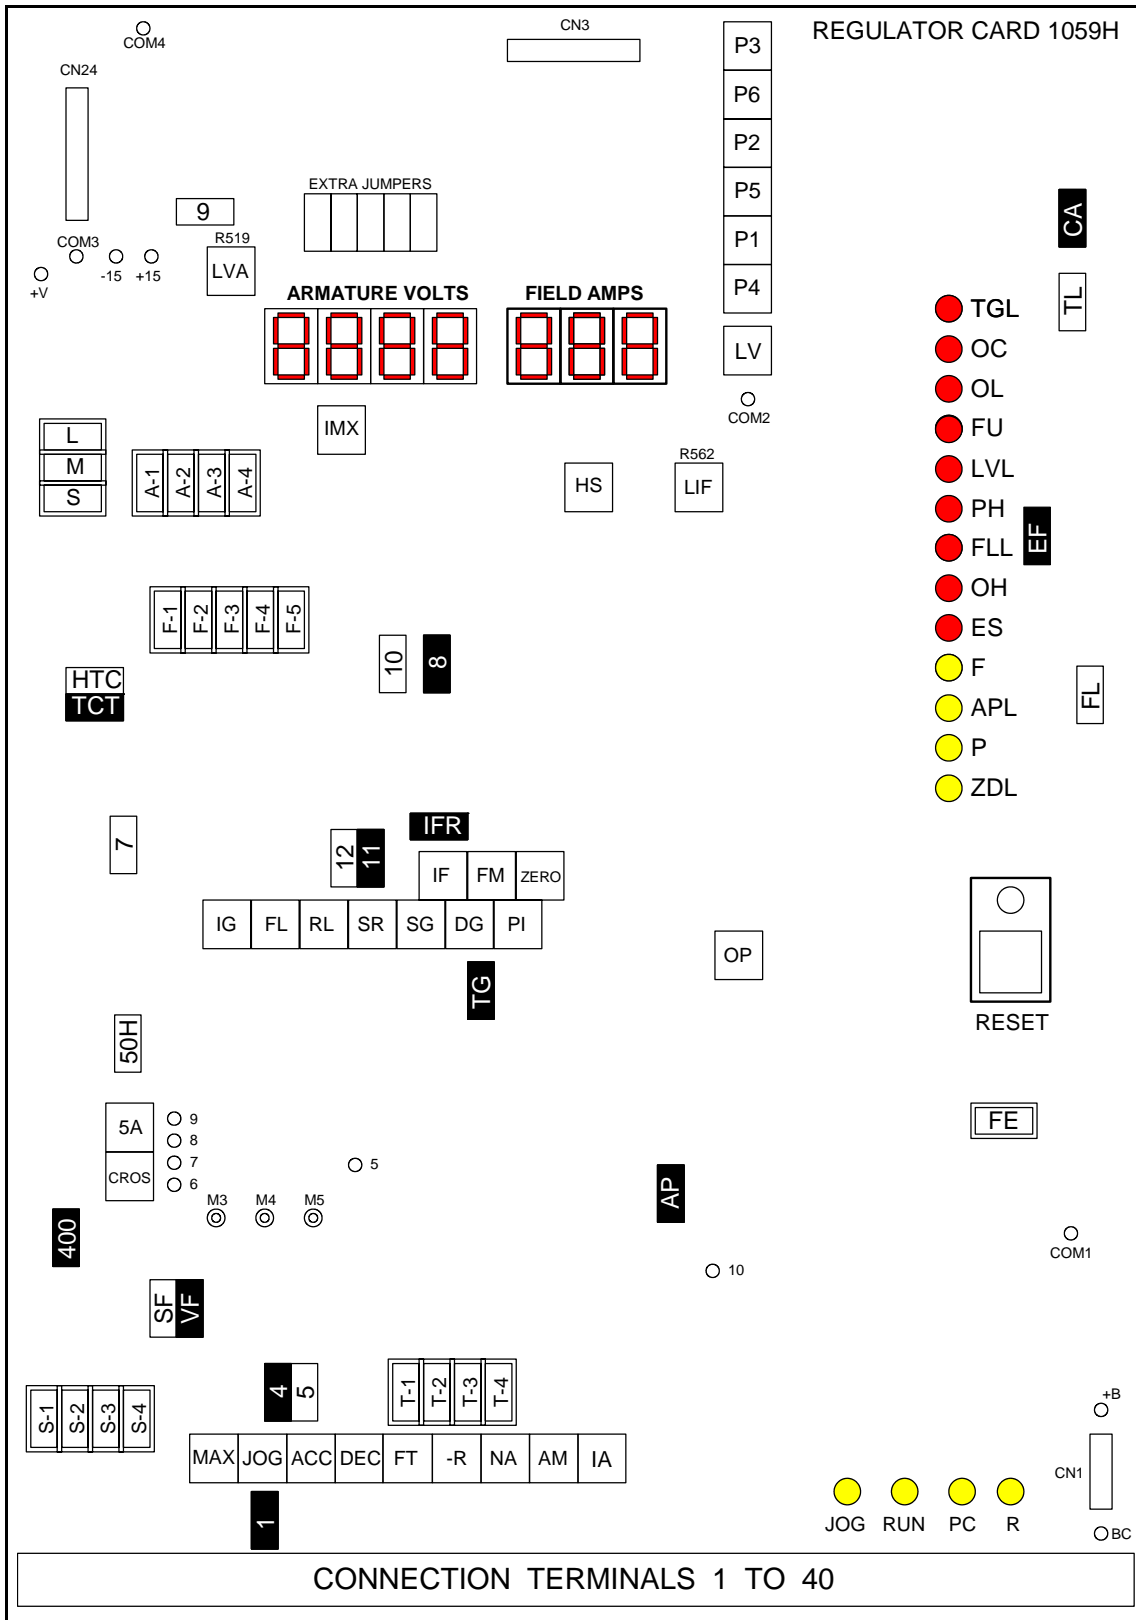 REGULATOR CARD 1059H
COM4
CN3
CN24
P3
P6
P2
P5
P1
P4
LV
COM2
EXTRA JUMPERS
9
R519
LVA
COM3
-15
+15
+V
ARMATURE VOLTS
FIELD AMPS
8888
888
CA
TL
TGL
OC
OL
FU
LVL
PH
FLL
OH
ES
F
APL
P
ZDL
EF
FL
IMX
HS
R562
LIF
L
M
S
A-1
A-2
A-3
A-4
F-1
F-2
F-3
F-4
F-5
10
8
HTC
TCT
7
12
11
IFR
IF
FM
ZERO
IG
FL
RL
SR
SG
DG
PI
TG
OP
RESET
50H
5A
CROS
9
8
7
6
5
M3
M4
M5
FE
AP
400
COM1
10
SF
VF
4
5
T-1
T-2
T-3
T-4
S-1
S-2
S-3
S-4
MAX
JOG
ACC
DEC
FT
-R
NA
AM
IA
1
+B
CN1
BC
JOG
RUN
PC
R
CONNECTION TERMINALS 1 TO 40